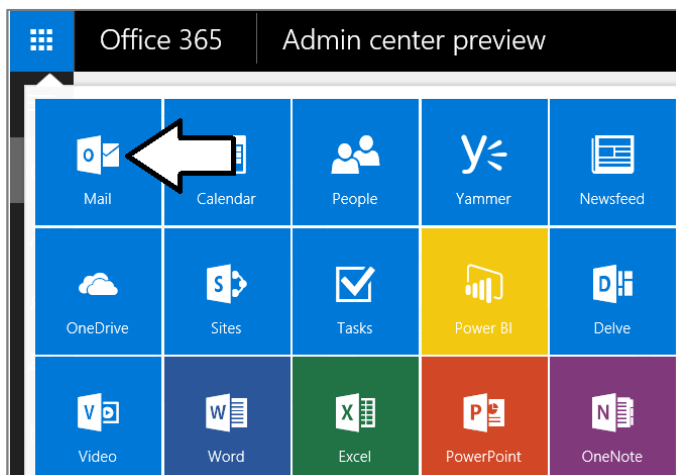 Office 365 Admin center preview
Mail Calendar People Yammer Newsfeed
OneDrive Sites Tasks Power BI Delve
Video Word Excel PowerPoint OneNote